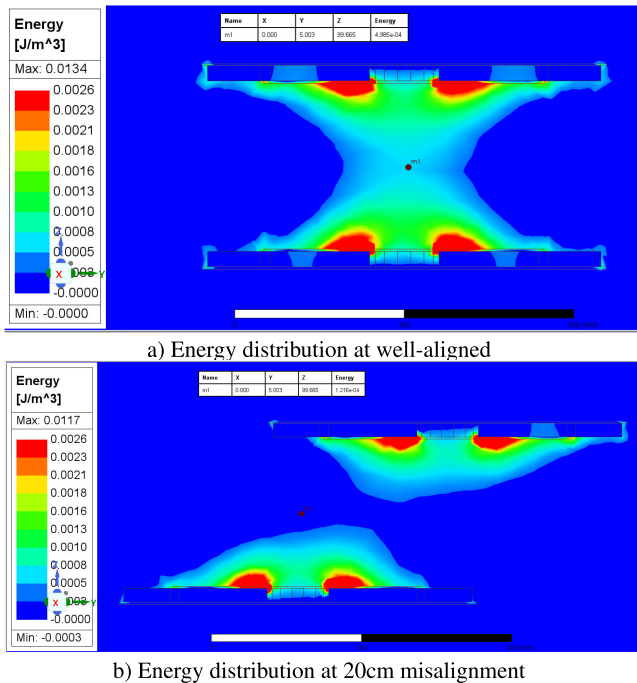 Name X Y Z Energy
m1 0.000 5.003 99.665 4.985e-04
Energy
[J/m^3]
Max: 0.0134
0.0026
0.0023
0.0021
0.0018
0.0016
0.0013
0.0010
0.0008
0.0005
-0.0000
Min: -0.0000
X
Y
m1
a) Energy distribution at well-aligned
Name X Y Z Energy
m1 0.000 5.003 99.665 1.216e-04
Energy
[J/m^3]
Max: 0.0117
0.0026
0.0023
0.0021
0.0018
0.0016
0.0013
0.0010
0.0008
0.0005
-0.0000
Min: -0.0003
X
Y
b) Energy distribution at 20cm misalignment